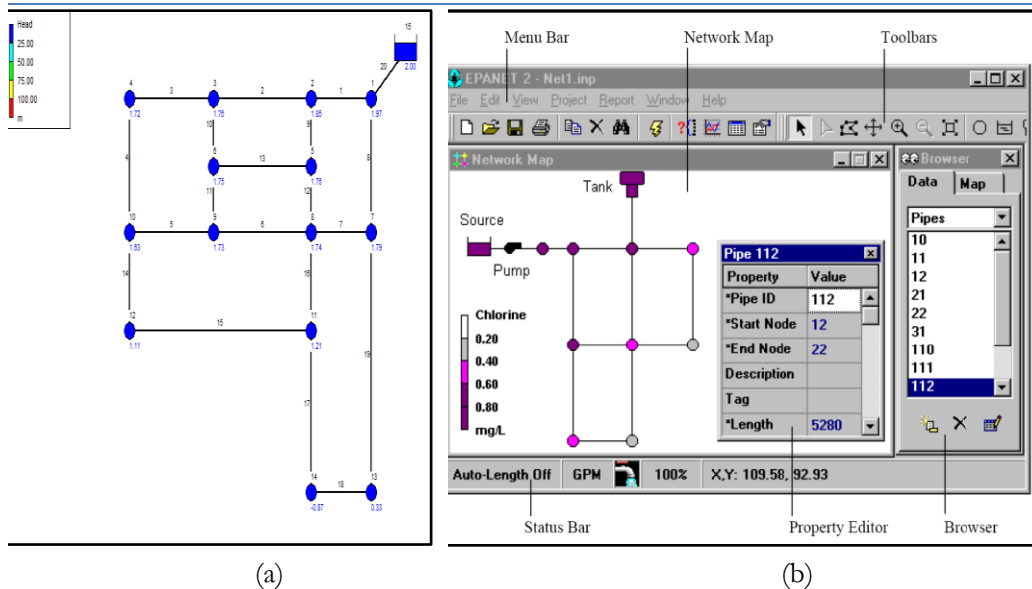 Head
25.00
50.00
75.00
100.00
m
15
20
2.00
4
3
3
2
2
1
1
1.72
1.76
1.85
1.97
10
9
4
8
6
13
5
1.75
1.76
11
12
10
5
9
6
8
7
7
1.63
1.73
1.74
1.79
14
16
12
15
11
1.11
1.21
19
17
14
18
13
-0.87
0.33
(a)
Menu Bar
Network Map
Toolbars
EPANET 2 - Net1.inp
File Edit View Project Report Window Help
Network Map
Tank
Source
Pump
Chlorine
0.20
0.40
0.60
0.80
mg/L
Pipe 112
Property Value
*Pipe ID 112
*Start Node 12
*End Node 22
Description
Tag
*Length 5280
Browser
Data Map
Pipes
10
11
12
21
22
31
110
111
112
Auto-Length Off GPM 100% X,Y: 109.58, 92.93
Status Bar
Property Editor
Browser
(b)